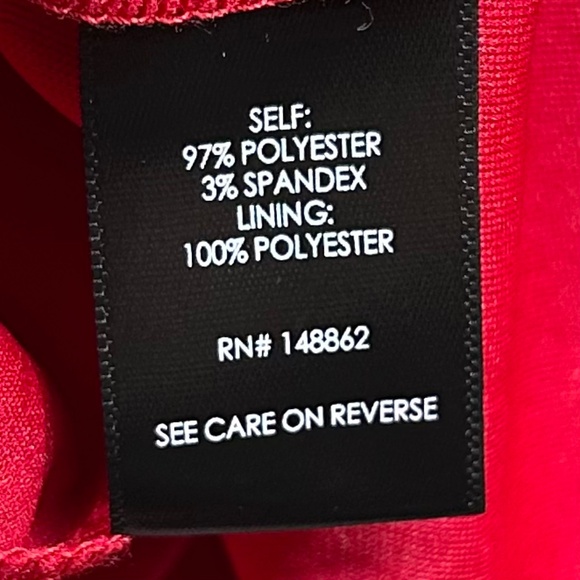 SELF:
97% POLYESTER
3% SPANDEX
LINING:
100% POLYESTER
RN# 148862
SEE CARE ON REVERSE